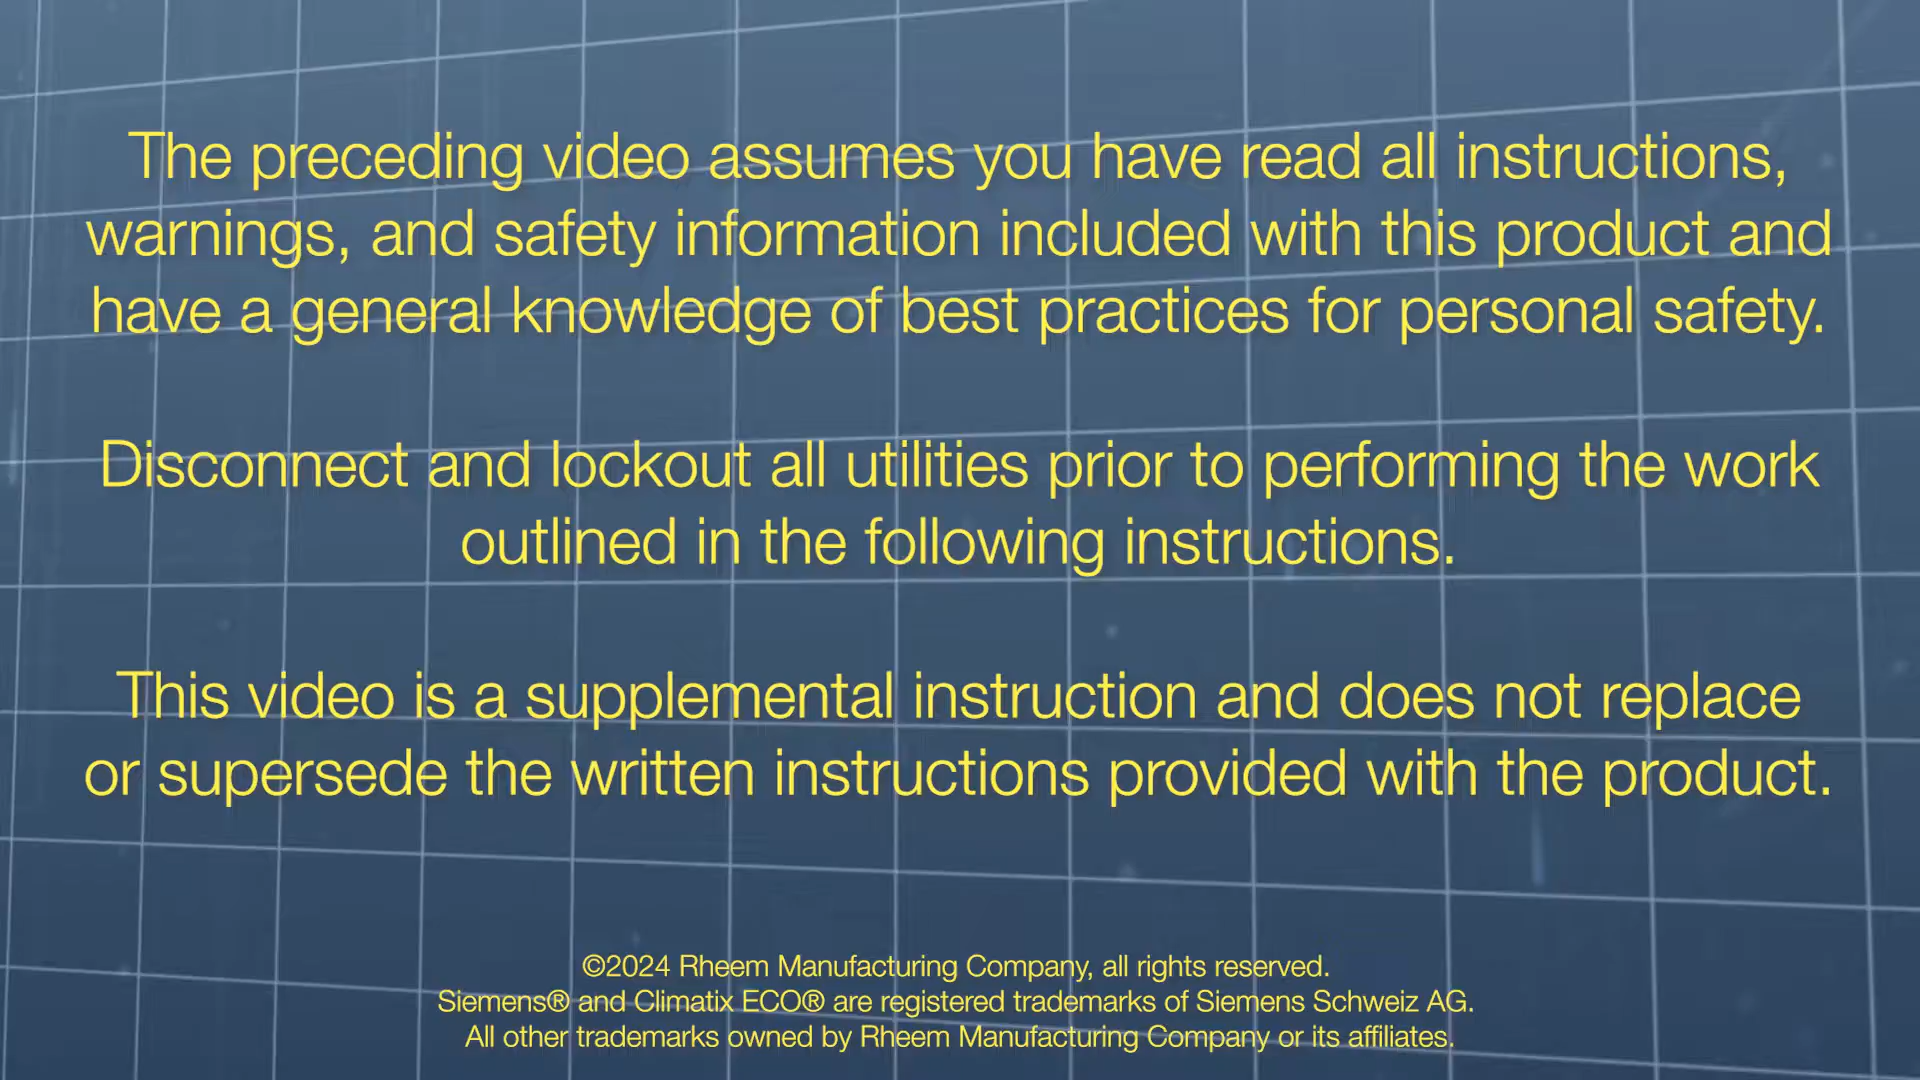 The preceding video assumes you have read all instructions,
warnings, and safety information included with this product and
have a general knowledge of best practices for personal safety.
Disconnect and lockout all utilities prior to performing the work
outlined in the following instructions.
This video is a supplemental instruction and does not replace
or supersede the written instructions provided with the product.
©2024 Rheem Manufacturing Company, all rights reserved.
Siemens® and Climatix ECO® are registered trademarks of Siemens Schweiz AG.
All other trademarks owned by Rheem Manufacturing Company or its affiliates.